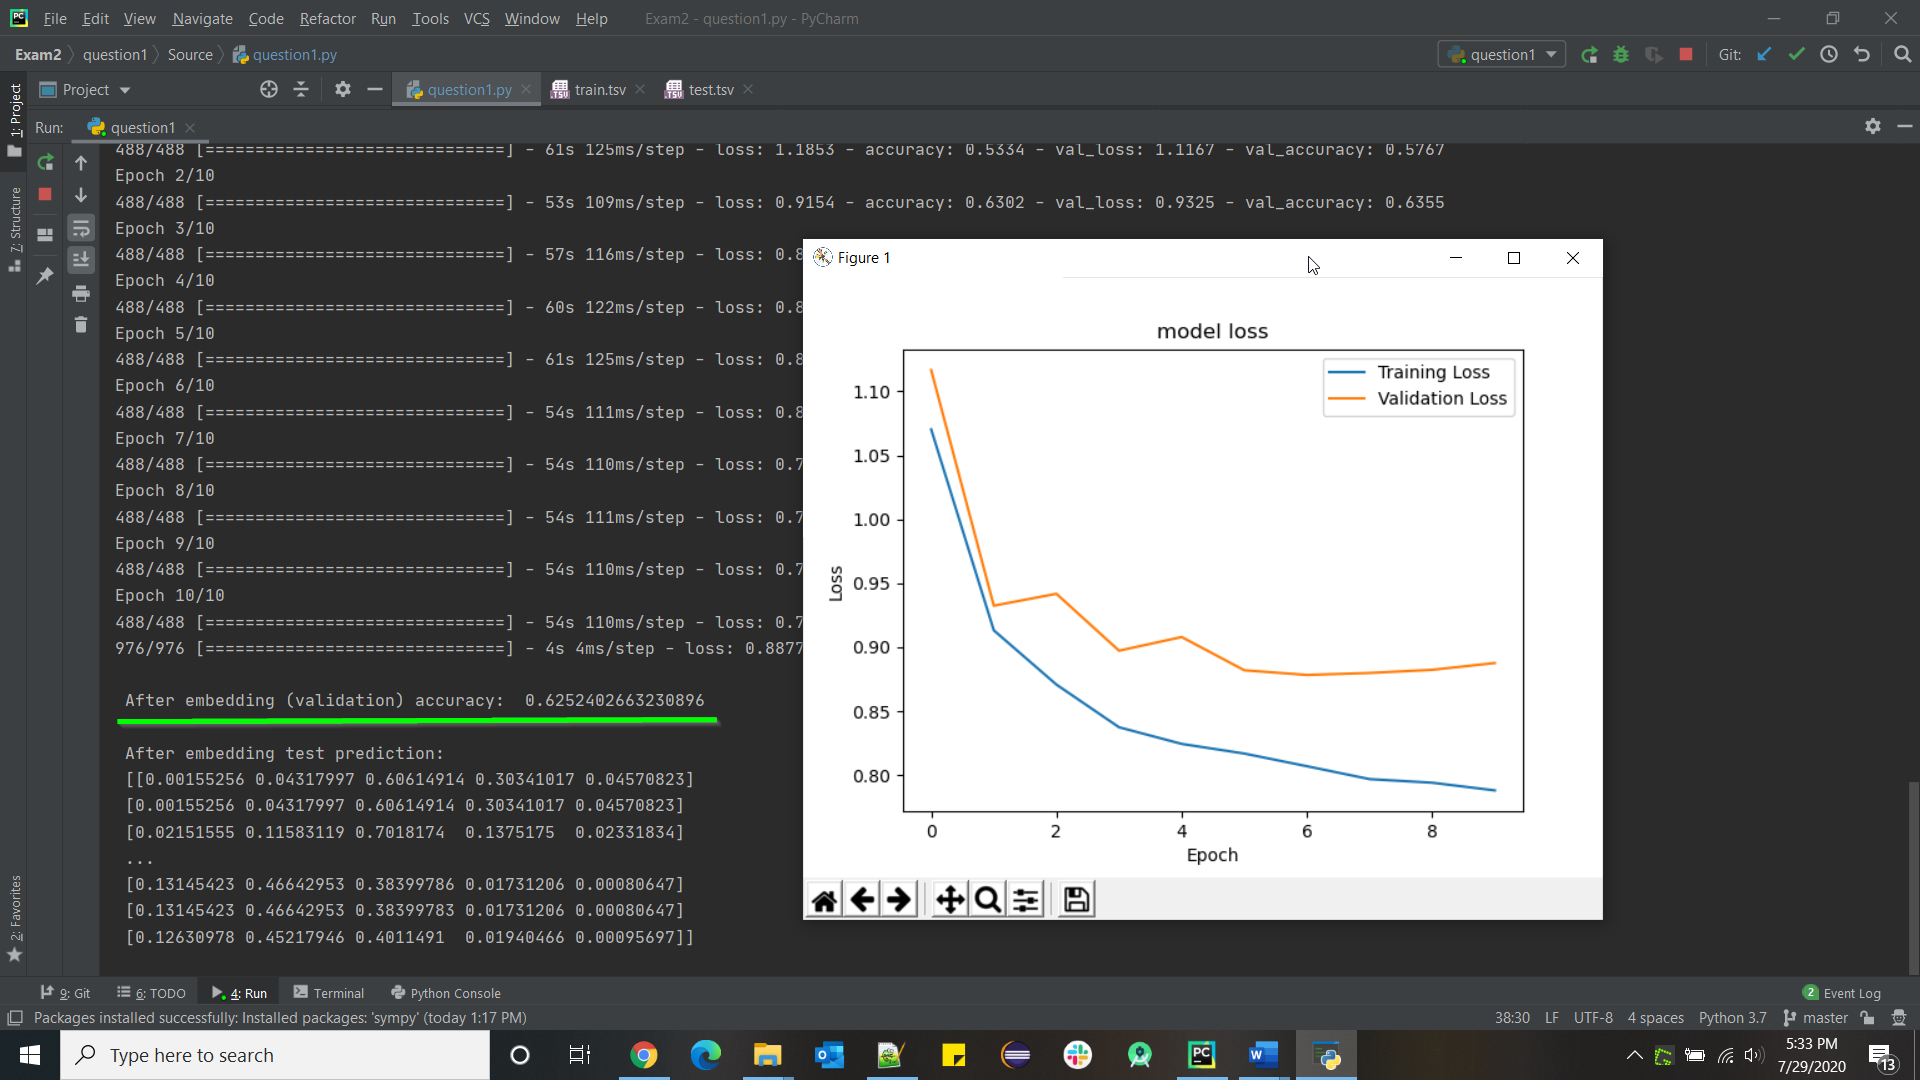 File Edit View Navigate Code Refactor Run Tools VCS Window Help Exam2 - question1.py - PyCharm
Exam2 question1 Source question1.py question1 Git:
Project question1.py train.tsv test.tsv
Run: question1
1: Project
7: Structure
2: Favorites
488/488 [==============================] - 61s 125ms/step - loss: 1.1853 - accuracy: 0.5334 - val_loss: 1.1167 - val_accuracy: 0.5767
Epoch 2/10
488/488 [==============================] - 53s 109ms/step - loss: 0.9154 - accuracy: 0.6302 - val_loss: 0.9325 - val_accuracy: 0.6355
Epoch 3/10
488/488 [==============================] - 57s 116ms/step - loss: 0.8
Epoch 4/10
488/488 [==============================] - 60s 122ms/step - loss: 0.8
Epoch 5/10
488/488 [==============================] - 61s 125ms/step - loss: 0.8
Epoch 6/10
488/488 [==============================] - 54s 111ms/step - loss: 0.8
Epoch 7/10
488/488 [==============================] - 54s 110ms/step - loss: 0.7
Epoch 8/10
488/488 [==============================] - 54s 111ms/step - loss: 0.7
Epoch 9/10
488/488 [==============================] - 54s 110ms/step - loss: 0.7
Epoch 10/10
488/488 [==============================] - 54s 110ms/step - loss: 0.7
976/976 [==============================] - 4s 4ms/step - loss: 0.8877
After embedding (validation) accuracy: 0.6252402663230896
After embedding test prediction:
[[0.00155256 0.04317997 0.60614914 0.30341017 0.04570823]
[0.00155256 0.04317997 0.60614914 0.30341017 0.04570823]
[0.02151555 0.11583119 0.7018174 0.1375175 0.02331834]
...
[0.13145423 0.46642953 0.38399786 0.01731206 0.00080647]
[0.13145423 0.46642953 0.38399783 0.01731206 0.00080647]
[0.12630978 0.45217946 0.4011491 0.01940466 0.00095697]]
Figure 1
model loss
Training Loss
Validation Loss
1.10
1.05
1.00
0.95
0.90
0.85
0.80
Loss
0 2 4 6 8
Epoch
9: Git 6: TODO 4: Run Terminal Python Console 2 Event Log
Packages installed successfully: Installed packages: 'sympy' (today 1:17 PM) 38:30 LF UTF-8 4 spaces Python 3.7 master
Type here to search
5:33 PM
7/29/2020
13